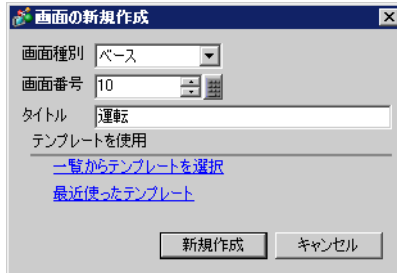 画面の新規作成
画面種別 ベース
画面番号 10
タイトル 運転
テンプレートを使用
一覧からテンプレートを選択
最近使ったテンプレート
新規作成 キャンセル